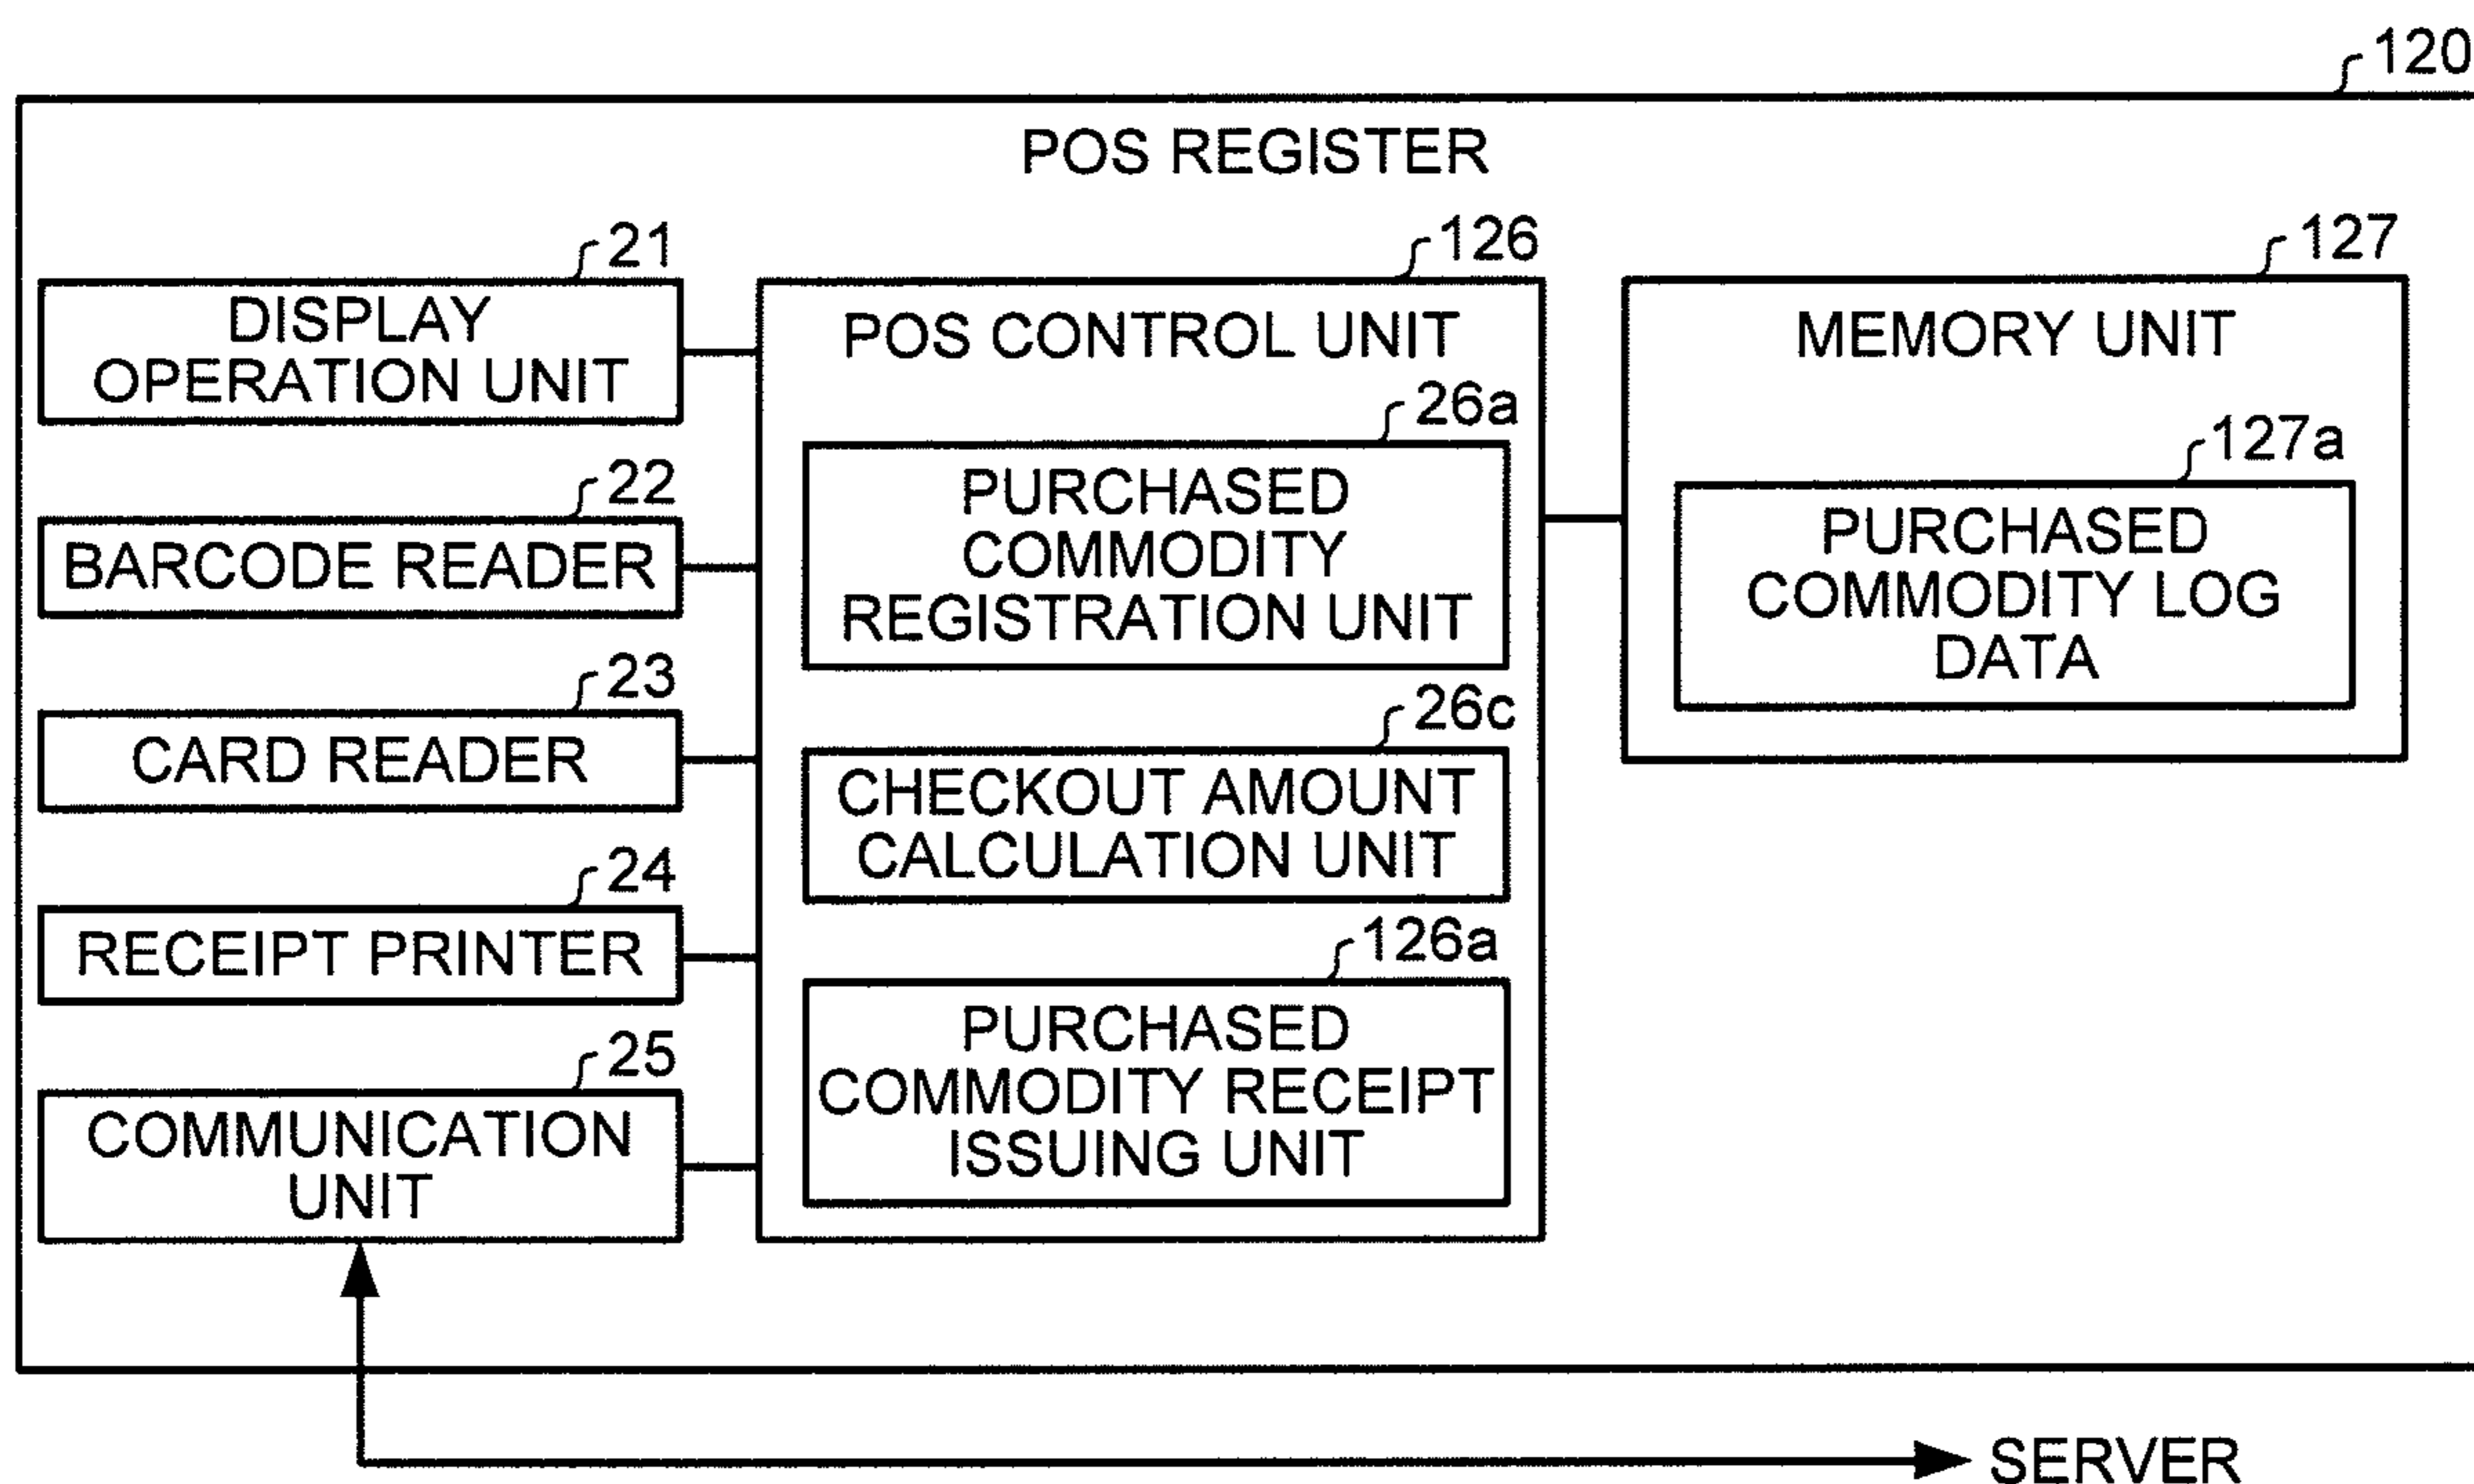 120
POS REGISTER
21
DISPLAY
OPERATION UNIT
22
BARCODE READER
23
CARD READER
24
RECEIPT PRINTER
25
COMMUNICATION
UNIT
126
POS CONTROL UNIT
26a
PURCHASED
COMMODITY
REGISTRATION UNIT
26c
CHECKOUT AMOUNT
CALCULATION UNIT
126a
PURCHASED
COMMODITY RECEIPT
ISSUING UNIT
127
MEMORY UNIT
127a
PURCHASED
COMMODITY LOG
DATA
SERVER